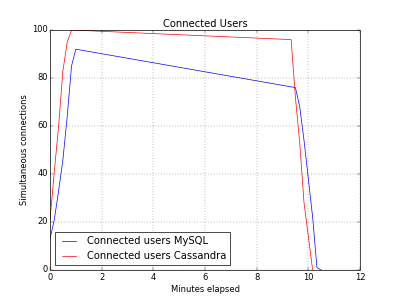 Connected Users
100
80
60
40
20
0
Simultaneous connections
Connected users MySQL
Connected users Cassandra
0 2 4 6 8 10 12
Minutes elapsed